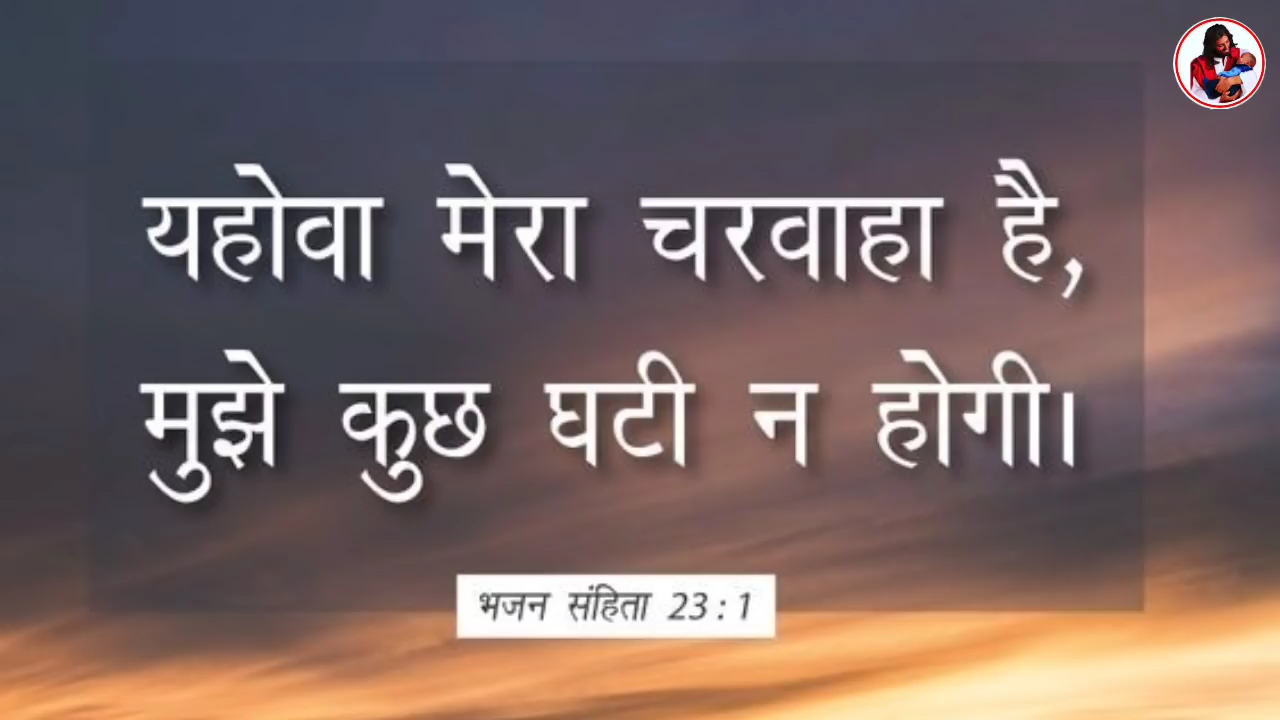 यहोवा मेरा चरवाहा है,
मुझे कुछ घटी न होगी।
भजन संहिता 23 : 1